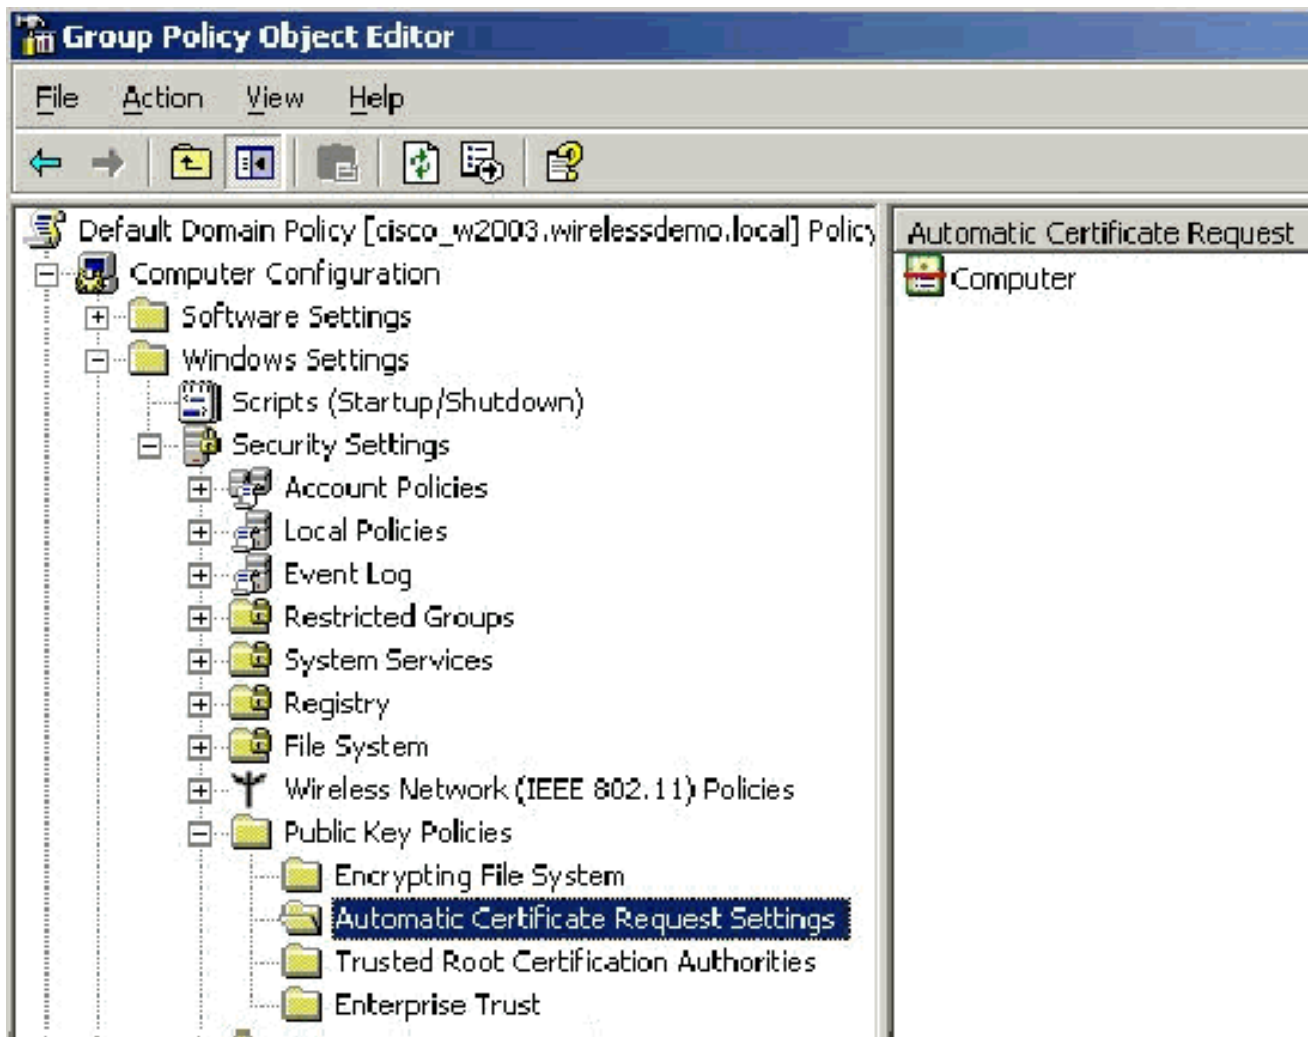 Group Policy Object Editor
File Action View Help
Default Domain Policy [cisco_w2003.wirelessdemo.local] Policy
Computer Configuration
Software Settings
Windows Settings
Scripts (Startup/Shutdown)
Security Settings
Account Policies
Local Policies
Event Log
Restricted Groups
System Services
Registry
File System
Wireless Network (IEEE 802.11) Policies
Public Key Policies
Encrypting File System
Automatic Certificate Request Settings
Trusted Root Certification Authorities
Enterprise Trust
Automatic Certificate Request
Computer